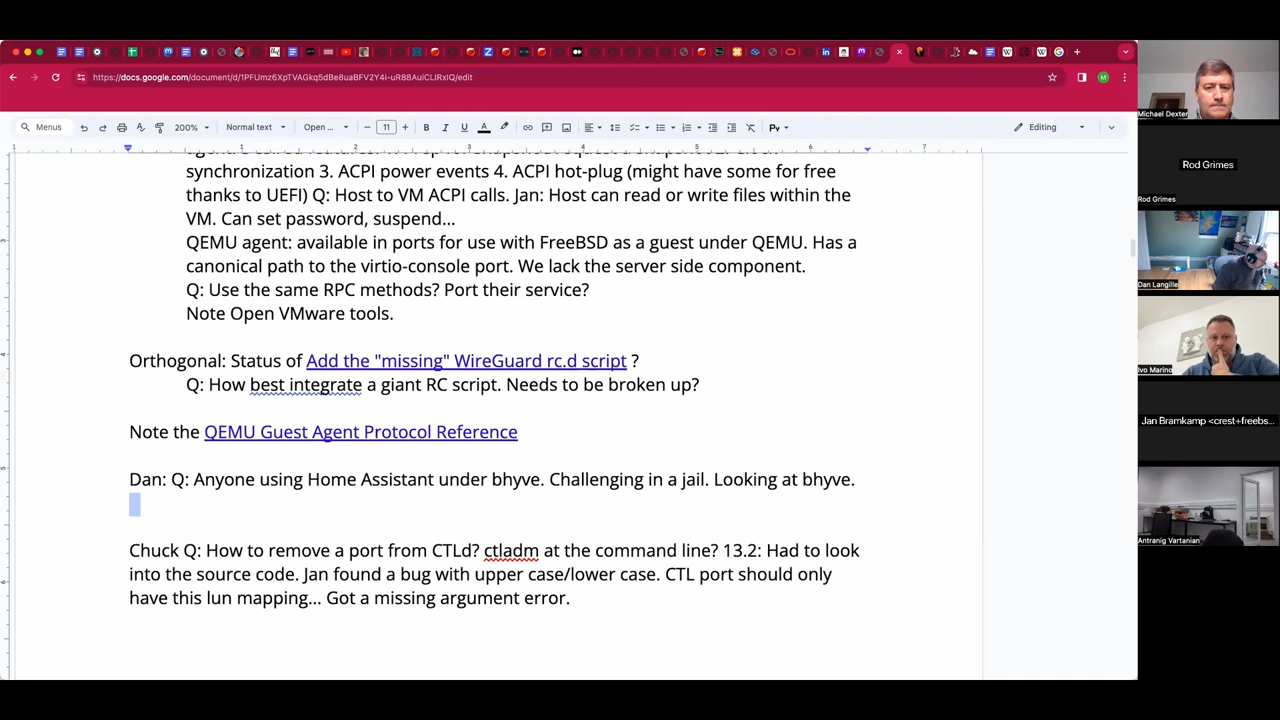 https://docs.google.com/document/d/1PFUmz6XpTVAGkq5dBe8uaBFV2Y4i-uR88AuiCLIRxIQ/edit
Menus 200% Normal text Open ... 11 Editing
synchronization 3. ACPI power events 4. ACPI hot-plug (might have some for free
thanks to UEFI) Q: Host to VM ACPI calls. Jan: Host can read or write files within the
VM. Can set password, suspend...
QEMU agent: available in ports for use with FreeBSD as a guest under QEMU. Has a
canonical path to the virtio-console port. We lack the server side component.
Q: Use the same RPC methods? Port their service?
Note Open VMware tools.
Orthogonal: Status of Add the "missing" WireGuard rc.d script ?
Q: How best integrate a giant RC script. Needs to be broken up?
Note the QEMU Guest Agent Protocol Reference
Dan: Q: Anyone using Home Assistant under bhyve. Challenging in a jail. Looking at bhyve.
Chuck Q: How to remove a port from CTLd? ctladm at the command line? 13.2: Had to look
into the source code. Jan found a bug with upper case/lower case. CTL port should only
have this lun mapping... Got a missing argument error.
Michael Dexter
Rod Grimes
Rod Grimes
Dan Langille
Ivo Marino
Jan Bramkamp <crest+freebs...
Antranig Vartanian